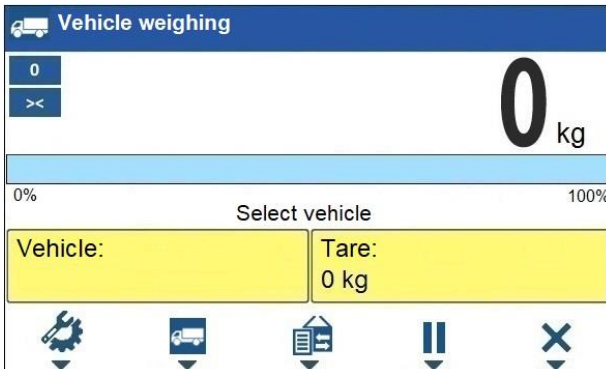 Vehicle weighing
0
><
0 kg
0% 100%
Select vehicle
Vehicle: Tare:
0 kg